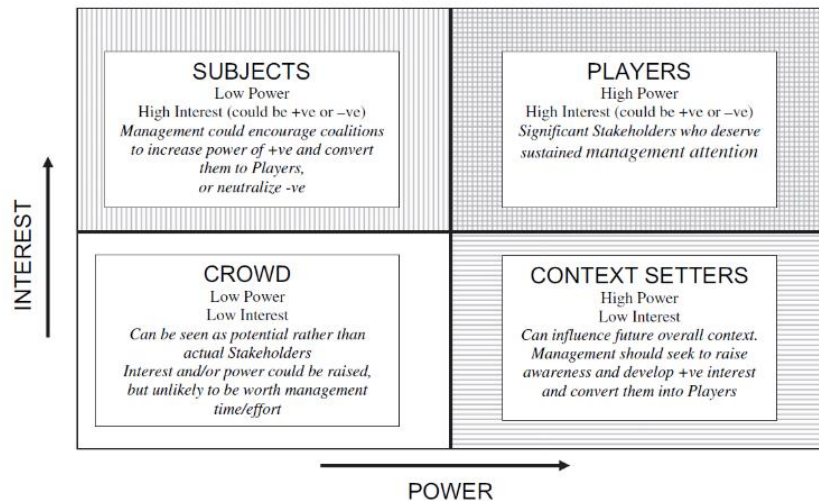 SUBJECTS
Low Power
High Interest (could be +ve or –ve)
Management could encourage coalitions
to increase power of +ve and convert
them to Players,
or neutralize -ve
PLAYERS
High Power
High Interest (could be +ve or –ve)
Significant Stakeholders who deserve
sustained management attention
INTEREST
CROWD
Low Power
Low Interest
Can be seen as potential rather than
actual Stakeholders
Interest and/or power could be raised,
but unlikely to be worth management
time/effort
CONTEXT SETTERS
High Power
Low Interest
Can influence future overall context.
Management should seek to raise
awareness and develop +ve interest
and convert them into Players
POWER